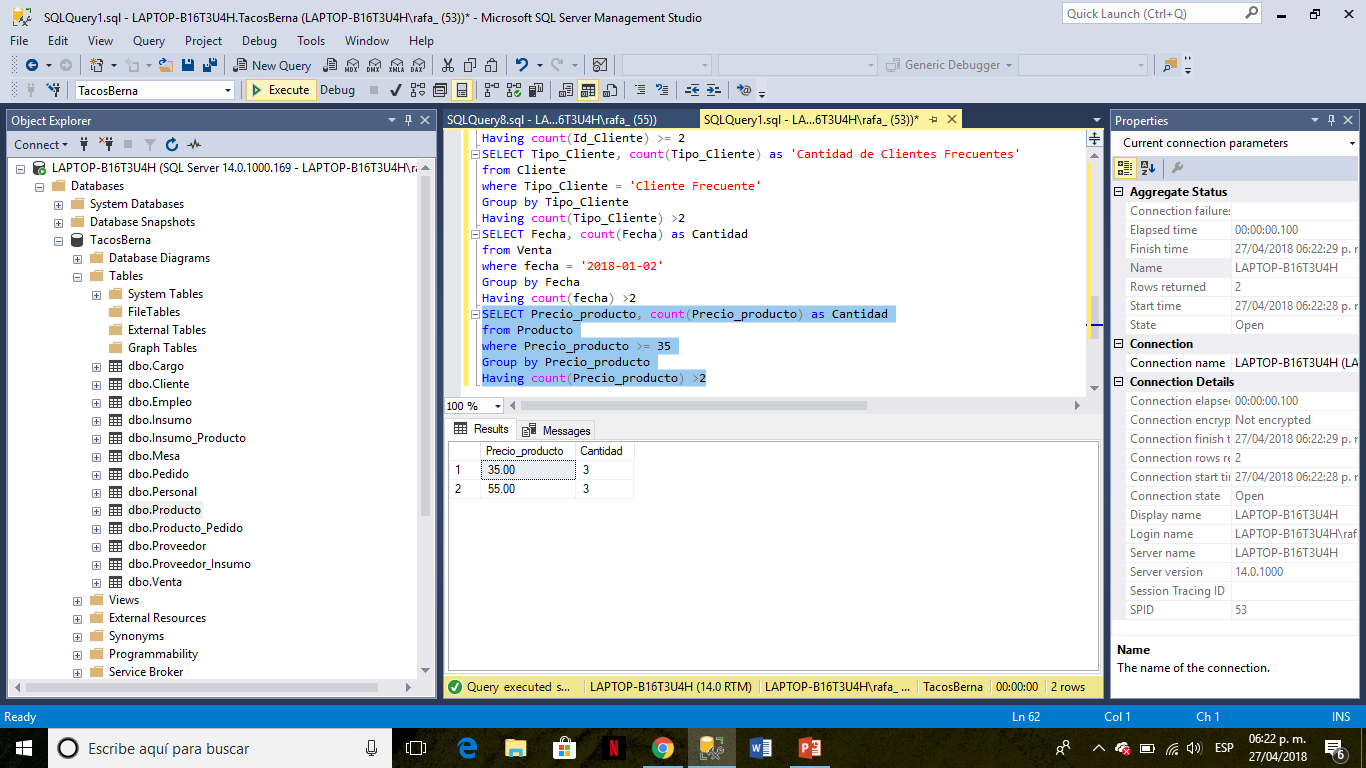 SQLQuery1.sql - LAPTOP-B16T3U4H.TacosBerna (LAPTOP-B16T3U4H\rafa_ (53))* - Microsoft SQL Server Management Studio
Quick Launch (Ctrl+Q)
File Edit View Query Project Debug Tools Window Help
New Query MDX DMX XMLA DAX Generic Debugger
TacosBerna Execute Debug
Object Explorer
Connect
LAPTOP-B16T3U4H (SQL Server 14.0.1000.169 - LAPTOP-B16T3U4H\ra
Databases
System Databases
Database Snapshots
TacosBerna
Database Diagrams
Tables
System Tables
FileTables
External Tables
Graph Tables
dbo.Cargo
dbo.Cliente
dbo.Empleo
dbo.Insumo
dbo.Insumo_Producto
dbo.Mesa
dbo.Pedido
dbo.Personal
dbo.Producto
dbo.Producto_Pedido
dbo.Proveedor
dbo.Proveedor_Insumo
dbo.Venta
Views
External Resources
Synonyms
Programmability
Service Broker
SQLQuery8.sql - LA...6T3U4H\rafa_ (55))
SQLQuery1.sql - LA...6T3U4H\rafa_ (53))*
Having count(Id_Cliente) >= 2
SELECT Tipo_Cliente, count(Tipo_Cliente) as 'Cantidad de Clientes Frecuentes'
from Cliente
where Tipo_Cliente = 'Cliente Frecuente'
Group by Tipo_Cliente
Having count(Tipo_Cliente) >2
SELECT Fecha, count(Fecha) as Cantidad
from Venta
where fecha = '2018-01-02'
Group by Fecha
Having count(fecha) >2
SELECT Precio_producto, count(Precio_producto) as Cantidad
from Producto
where Precio_producto >= 35
Group by Precio_producto
Having count(Precio_producto) >2
100 %
Results Messages
Precio_producto Cantidad
1 35.00 3
2 55.00 3
Query executed s... LAPTOP-B16T3U4H (14.0 RTM) LAPTOP-B16T3U4H\rafa_ ... TacosBerna 00:00:00 2 rows
Properties
Current connection parameters
Aggregate Status
Connection failures
Elapsed time 00:00:00.100
Finish time 27/04/2018 06:22:29 p. r
Name LAPTOP-B16T3U4H
Rows returned 2
Start time 27/04/2018 06:22:28 p. r
State Open
Connection
Connection name LAPTOP-B16T3U4H (LA
Connection Details
Connection elapse 00:00:00.100
Connection encryp Not encrypted
Connection finish t 27/04/2018 06:22:29 p. r
Connection rows re 2
Connection start ti 27/04/2018 06:22:28 p. r
Connection state Open
Display name LAPTOP-B16T3U4H
Login name LAPTOP-B16T3U4H\raf
Server name LAPTOP-B16T3U4H
Server version 14.0.1000
Session Tracing ID
SPID 53
Name
The name of the connection.
Ready Ln 62 Col 1 Ch 1 INS
Escribe aquí para buscar
ESP
06:22 p. m.
27/04/2018
6